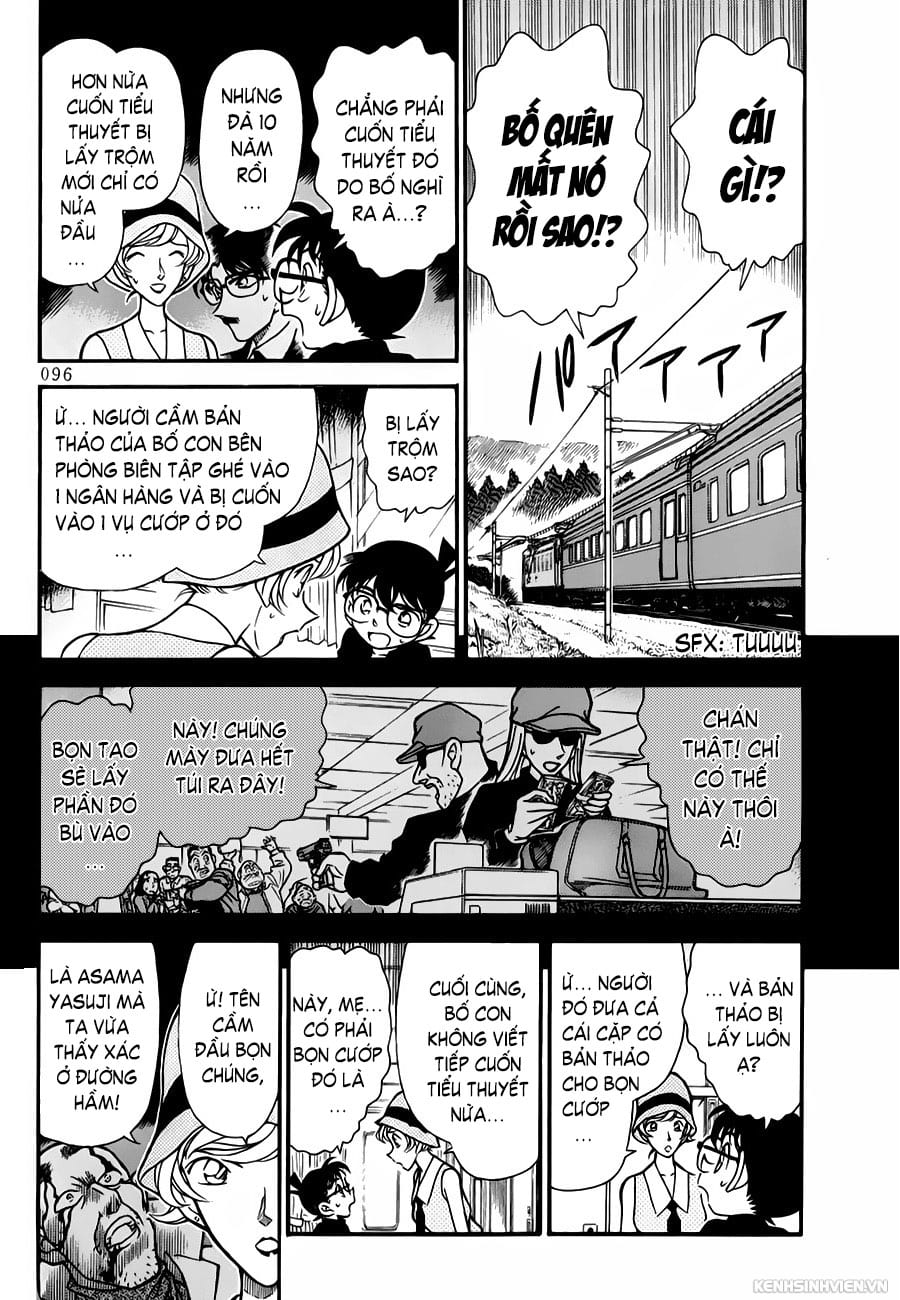 CÁI
GÌ!?
BỐ QUÊN
MẤT NÓ
RỒI SAO!?
パアアアア
SFX: TUUUU
CHẲNG PHẢI
CUỐN TIỂU
THUYẾT ĐÓ
DO BỐ NGHĨ
RA À...?
NHƯNG
ĐÃ 10
NĂM RỒI
...
HƠN NỬA
CUỐN TIỂU
THUYẾT BỊ
LẤY TRỘM
MỚI CHỈ CÓ
NỬA
ĐẦU
...
096
BỊ LẤY
TRỘM
SAO?
Ừ... NGƯỜI CẦM BẢN
THẢO CỦA BỐ CON BÊN
PHÒNG BIÊN TẬP GHÉ VÀO
1 NGÂN HÀNG VÀ BỊ CUỐN
VÀO 1 VỤ CƯỚP Ở ĐÓ
...
CHÁN
THẬT! CHỈ
CÓ THẾ
NÀY THÔI
À!
NÀY! CHÚNG
MÀY ĐƯA HẾT
TÚI RA ĐÂY!
BỌN TAO
SẼ LẤY
PHẦN ĐÓ
BÙ VÀO
...
... VÀ BẢN
THẢO BỊ
LẤY LUÔN
Ạ?
Ừ... NGƯỜI
ĐÓ ĐƯA CẢ
CÁI CẶP CÓ
BẢN THẢO
CHO BỌN
CƯỚP
...
CUỐI CÙNG,
BỐ CON
KHÔNG VIẾT
TIẾP CUỐN
TIỂU THUYẾT
NỮA...
NÀY, MẸ...
CÓ PHẢI
BỌN CƯỚP
ĐÓ LÀ
...
Ừ! TÊN
CẦM
ĐẦU BỌN
CHÚNG,
LÀ ASAMA
YASUJI MÀ
TA VỪA
THẤY XÁC
Ở ĐƯỜNG
HẦM!
KENHSINHVIEN.VN